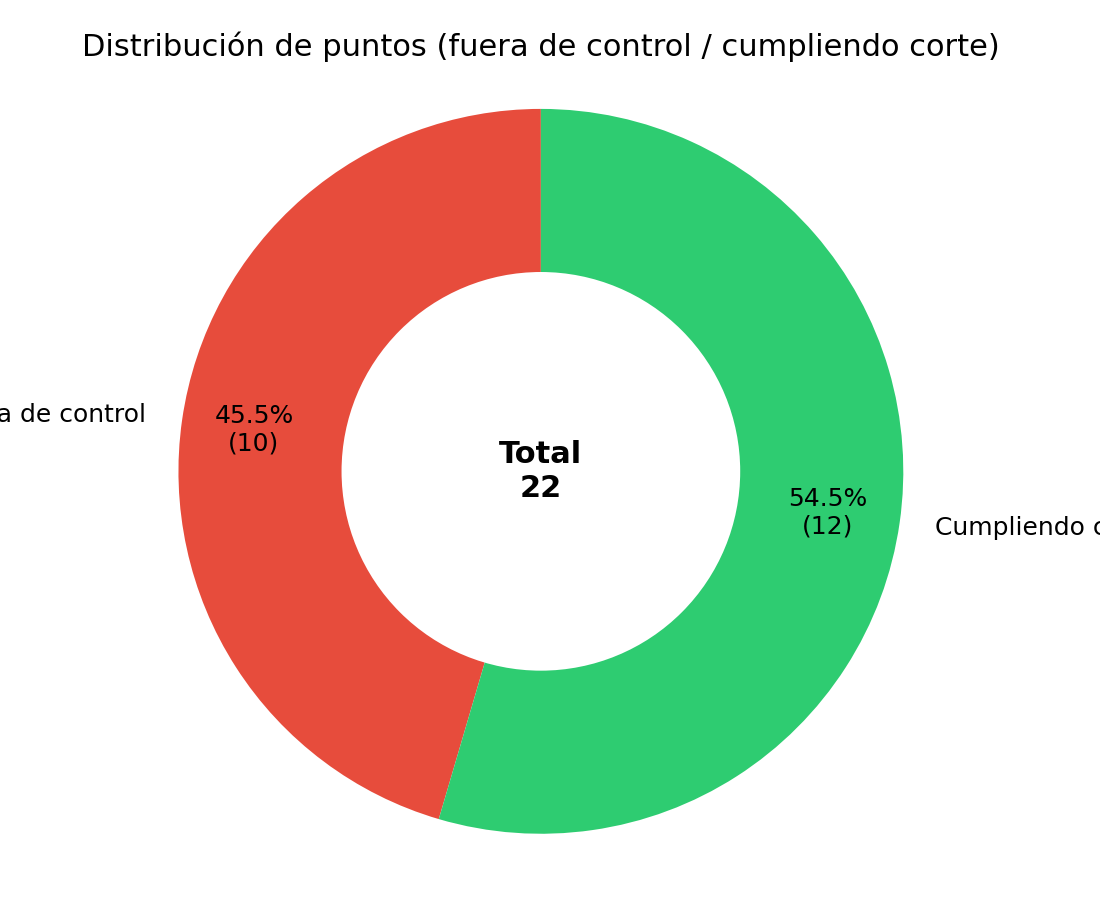 Distribución de puntos (fuera de control / cumpliendo corte)
a de control
45.5%
(10)
Total
22
54.5%
(12)
Cumpliendo